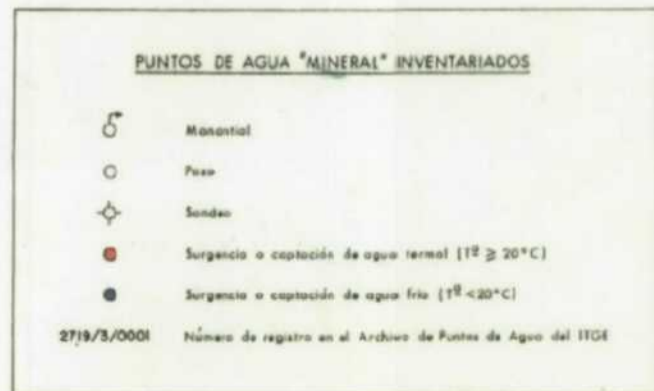 PUNTOS DE AGUA "MINERAL" INVENTARIADOS
Manantial
Pozo
Sondeo
Surgencia o captación de agua termal (Tª ≥ 20°C)
Surgencia o captación de agua fría (Tª <20°C)
2719/3/0001 Número de registro en el Archivo de Puntos de Agua del ITGE